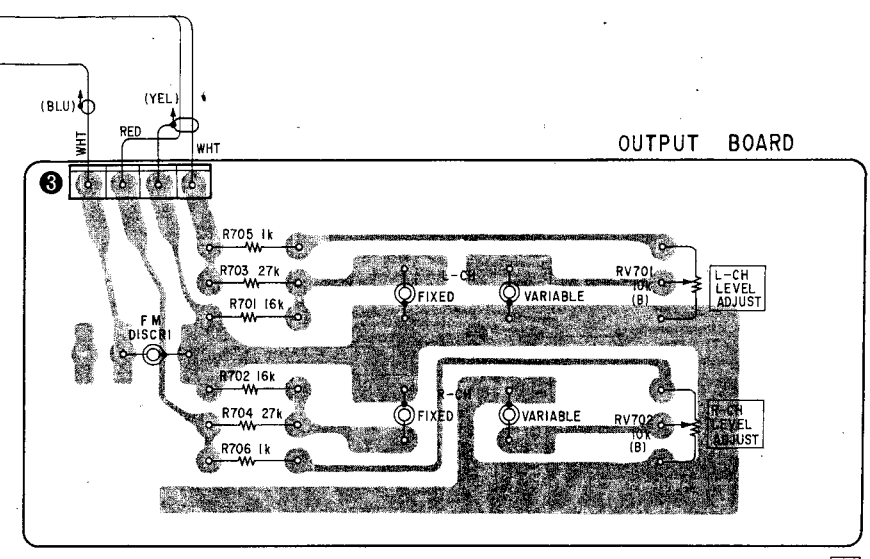 OUTPUT BOARD
(BLU)
(YEL)
WHT
RED
WHT
3
R705 1k
R703 27k
L-CH
RV701
10k
(B)
L-CH
LEVEL
ADJUST
R701 16k
FIXED
VARIABLE
FM
DISCRI
R702 16k
R-CH
R704 27k
FIXED
VARIABLE
RV702
10k
(B)
R-CH
LEVEL
ADJUST
R706 1k